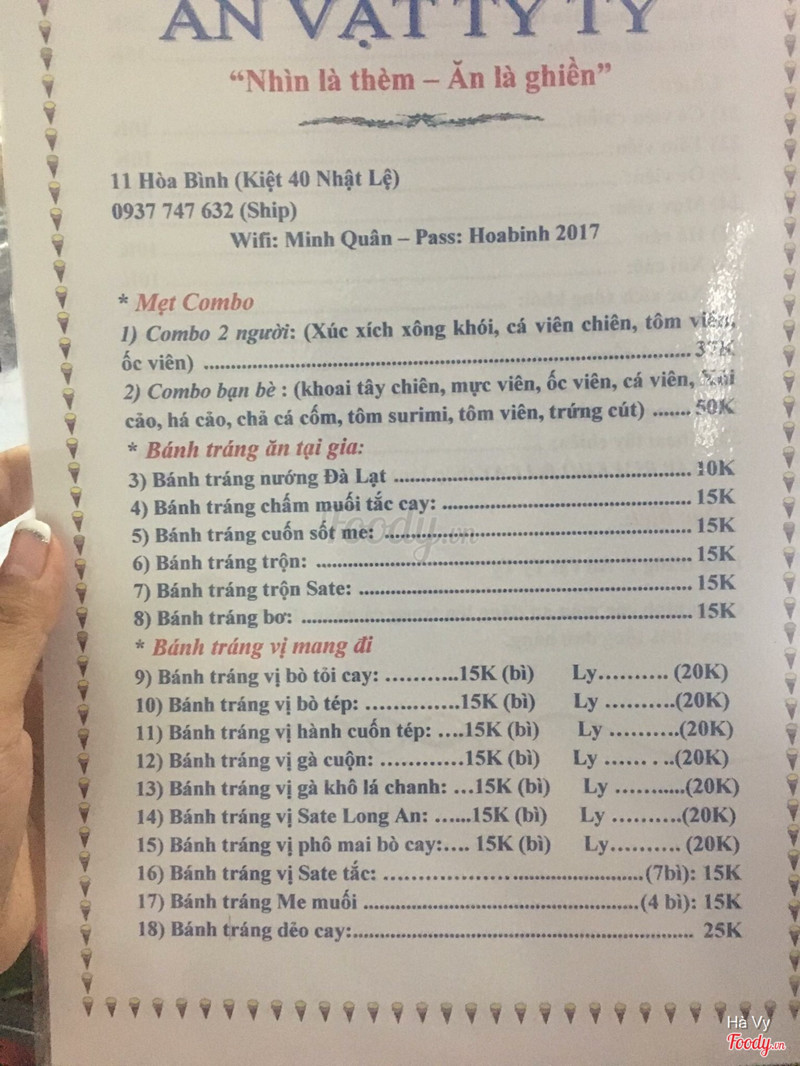 ĂN VẶT TY TY
“Nhìn là thèm – Ăn là ghiền”
11 Hòa Bình (Kiệt 40 Nhật Lệ)
0937 747 632 (Ship)
Wifi: Minh Quân – Pass: Hoabinh 2017
* Mẹt Combo
1) Combo 2 người: (Xúc xích xông khói, cá viên chiên, tôm viên,
ốc viên) ........................................................ 37K
2) Combo bạn bè : (khoai tây chiên, mực viên, ốc viên, cá viên, Xúi
cảo, há cảo, chả cá cốm, tôm surimi, tôm viên, trứng cút) ....... 50K
* Bánh tráng ăn tại gia:
3) Bánh tráng nướng Đà Lạt ................................ 10K
4) Bánh tráng chấm muối tắc cay: ........................... 15K
5) Bánh tráng cuốn sốt me: ................................ 15K
6) Bánh tráng trộn: ........................................ 15K
7) Bánh tráng trộn Sate: .................................. 15K
8) Bánh tráng bơ: ......................................... 15K
* Bánh tráng vị mang đi
9) Bánh tráng vị bò tỏi cay: ...........15K (bì) Ly.......... (20K)
10) Bánh tráng vị bò tép: ..............15K (bì) Ly ..........(20K)
11) Bánh tráng vị hành cuốn tép: ....15K (bì) Ly ..........(20K)
12) Bánh tráng vị gà cuộn: .............15K (bì) Ly ...... . ..(20K)
13) Bánh tráng vị gà khô lá chanh: ...15K (bì) Ly ...........(20K)
14) Bánh tráng vị Sate Long An: ......15K (bì) Ly ..........(20K)
15) Bánh tráng vị phô mai bò cay:.... 15K (bì) Ly.......... (20K)
16) Bánh tráng vị Sate tắc: ........................................(7bì): 15K
17) Bánh tráng Me muối ........................................(4 bì): 15K
18) Bánh tráng dẻo cay:.................................................. 25K
foody.vn
Hà Vy
Foody.vn